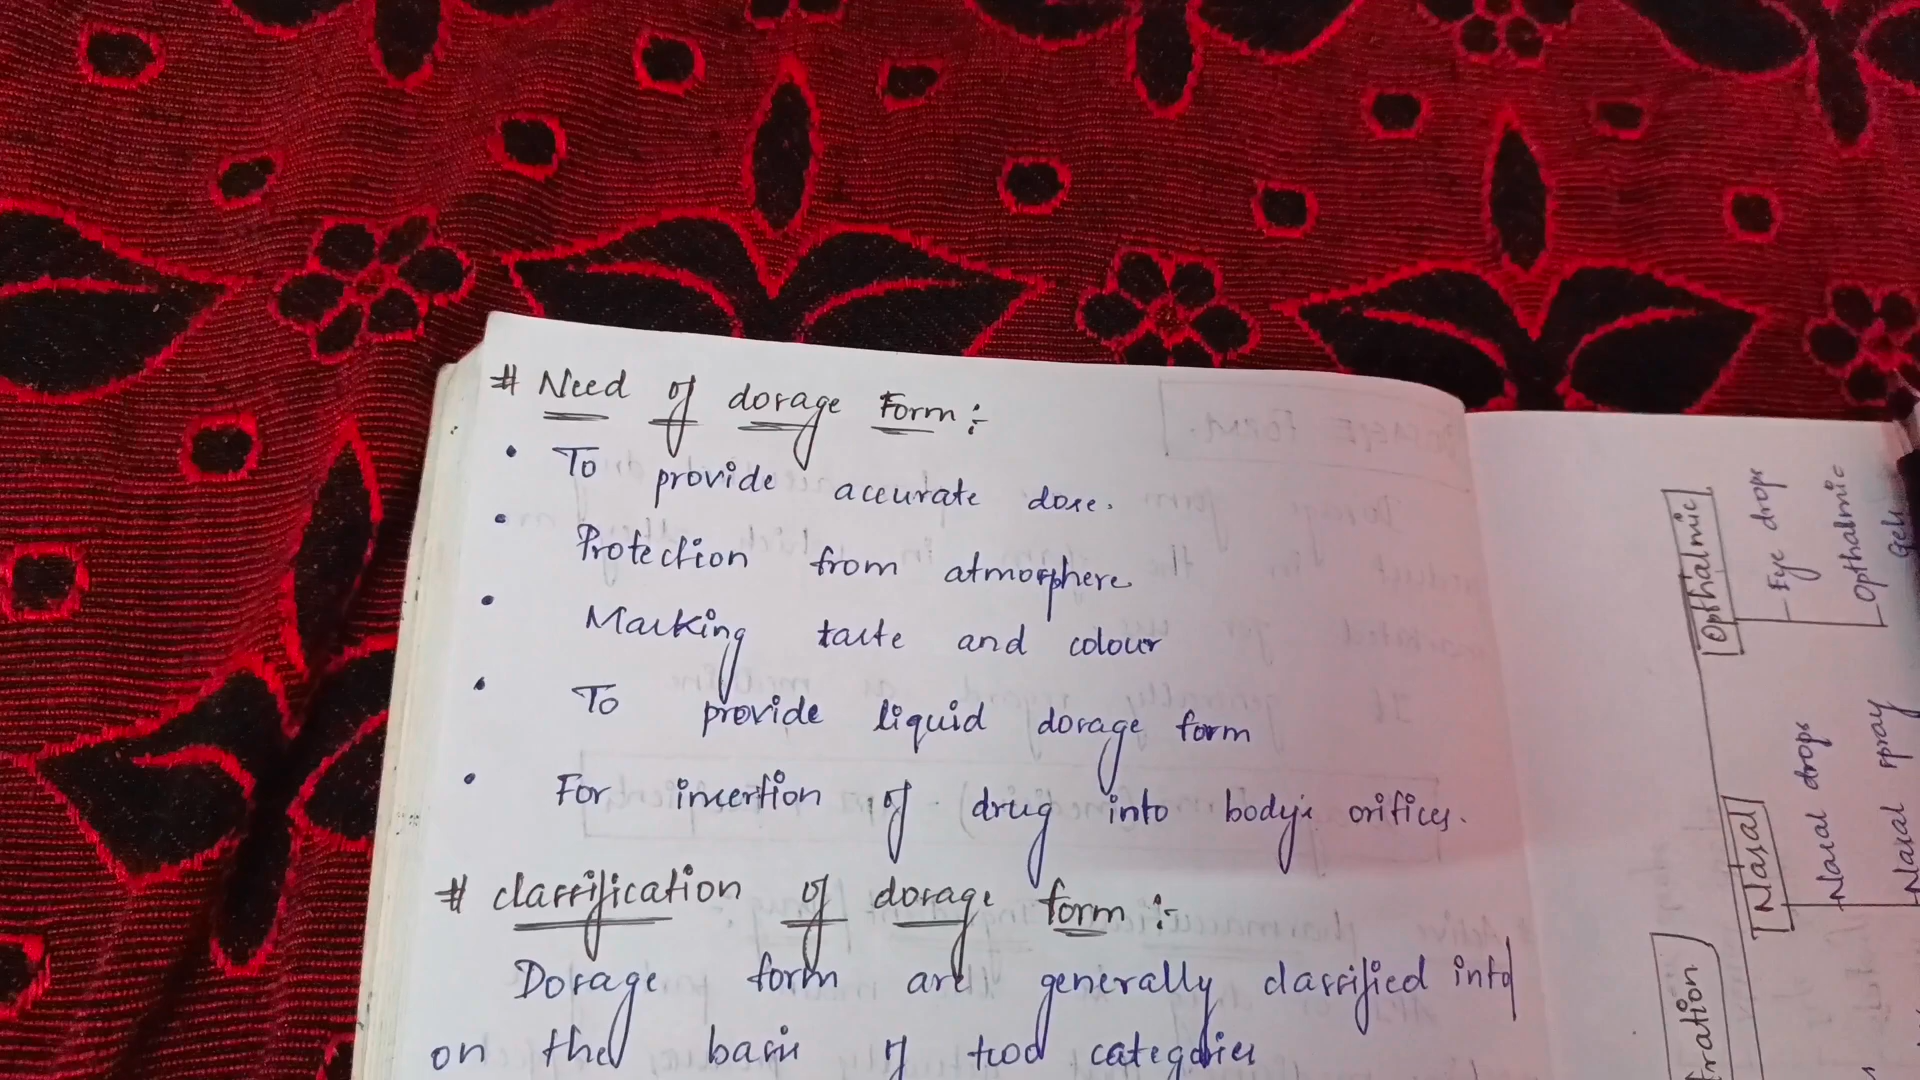 # Need of dosage form :-
• To provide accurate dose.
• Protection from atmosphere
• Masking taste and colour
• To provide liquid dosage form
• For insertion of drug into body's orifices.
# classification of dosage form :-
Dosage form are generally classified into
on the basis of two categories
Opthalmic
Eye drops
Opthalmic
Gels
Nasal
Nasal drops
Nasal spray